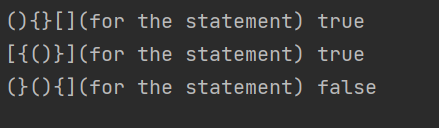 (){}[](for the statement) true
[{()}](for the statement) true
(}(){](for the statement) false